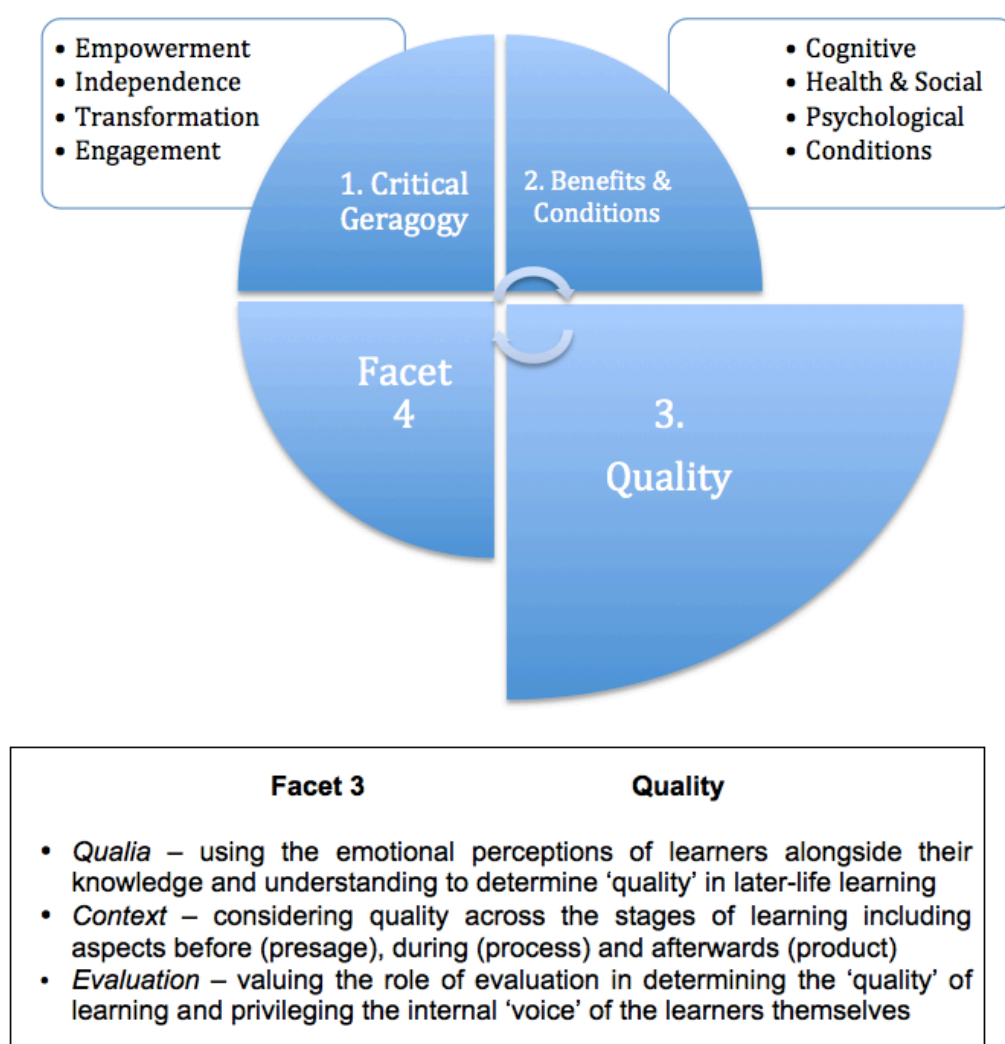 • Empowerment
• Independence
• Transformation
• Engagement
• Cognitive
• Health & Social
• Psychological
• Conditions
1. Critical
Geragogy
2. Benefits &
Conditions
Facet
4
3.
Quality
Facet 3 Quality
• Qualia – using the emotional perceptions of learners alongside their
knowledge and understanding to determine ‘quality’ in later-life learning
• Context – considering quality across the stages of learning including
aspects before (presage), during (process) and afterwards (product)
• Evaluation – valuing the role of evaluation in determining the ‘quality’ of
learning and privileging the internal ‘voice’ of the learners themselves